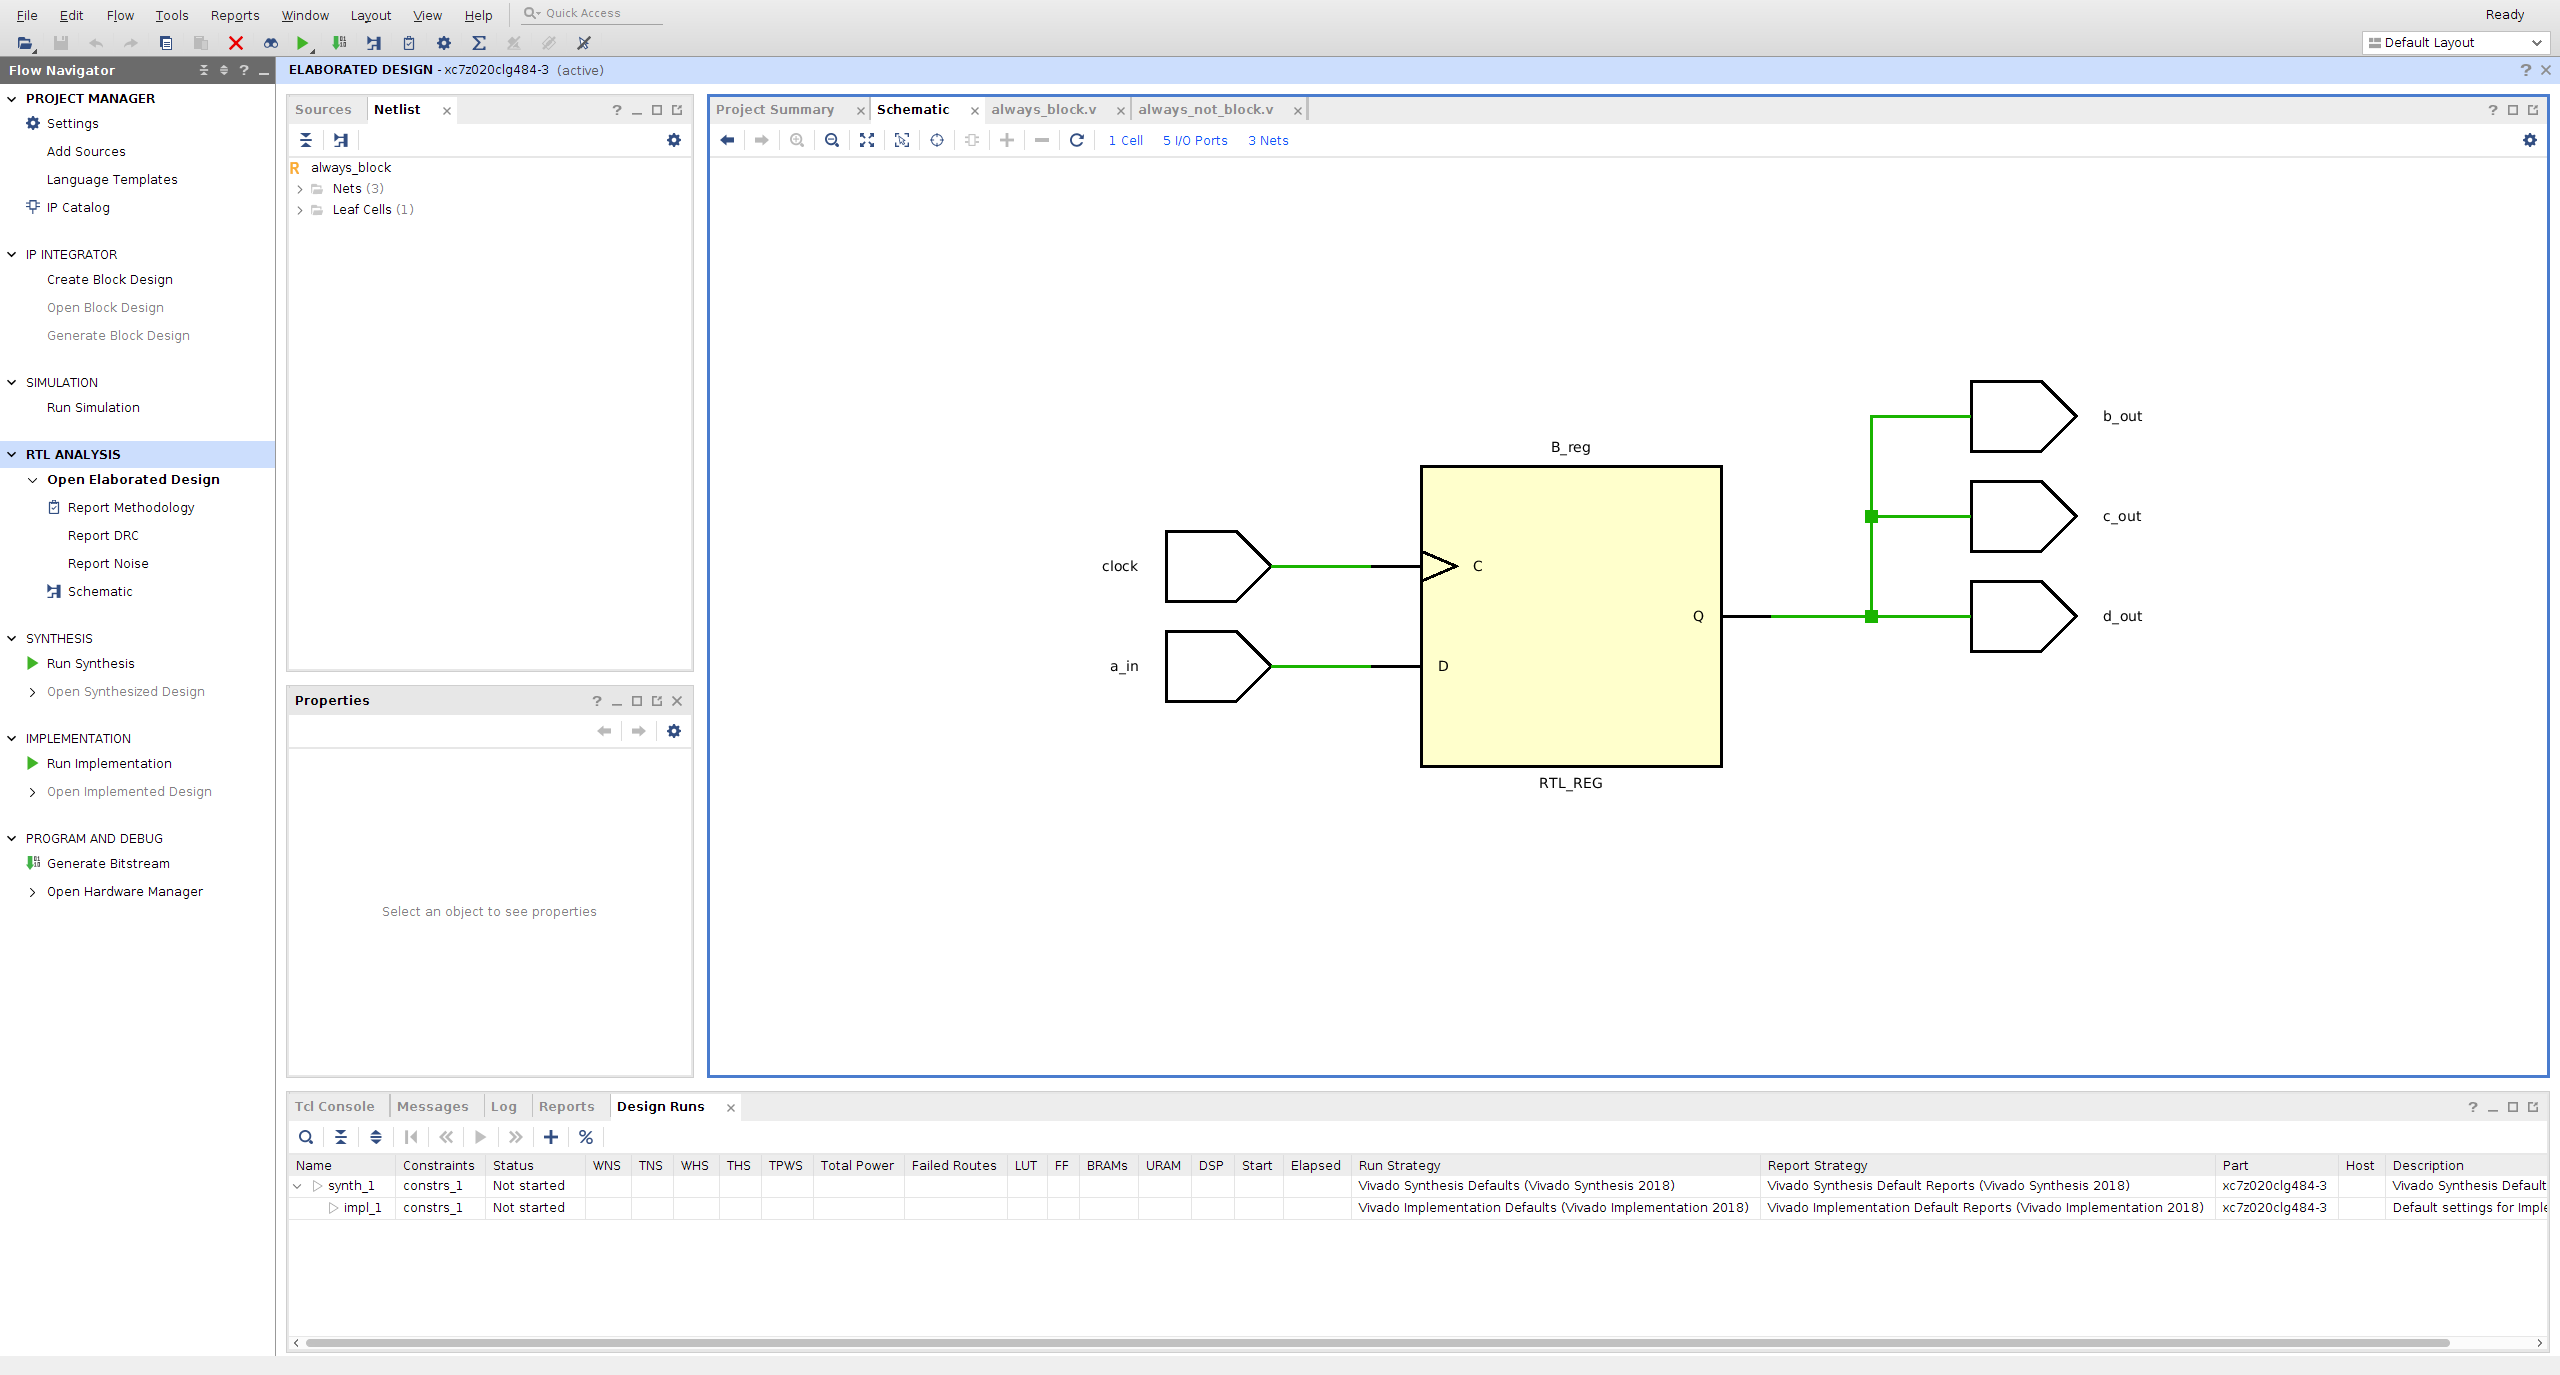 File Edit Flow Tools Reports Window Layout View Help Quick Access Ready
Default Layout
Flow Navigator
PROJECT MANAGER
Settings
Add Sources
Language Templates
IP Catalog
IP INTEGRATOR
Create Block Design
Open Block Design
Generate Block Design
SIMULATION
Run Simulation
RTL ANALYSIS
Open Elaborated Design
Report Methodology
Report DRC
Report Noise
Schematic
SYNTHESIS
Run Synthesis
Open Synthesized Design
IMPLEMENTATION
Run Implementation
Open Implemented Design
PROGRAM AND DEBUG
Generate Bitstream
Open Hardware Manager
ELABORATED DESIGN - xc7z020clg484-3 (active)
Sources Netlist
always_block
Nets (3)
Leaf Cells (1)
Properties
Select an object to see properties
Project Summary Schematic always_block.v always_not_block.v
1 Cell 5 I/O Ports 3 Nets
b_out
B_reg
c_out
clock C
Q d_out
a_in D
RTL_REG
Tcl Console Messages Log Reports Design Runs
Name Constraints Status WNS TNS WHS THS TPWS Total Power Failed Routes LUT FF BRAMs URAM DSP Start Elapsed Run Strategy Report Strategy Part Host Description
synth_1 constrs_1 Not started Vivado Synthesis Defaults (Vivado Synthesis 2018) Vivado Synthesis Default Reports (Vivado Synthesis 2018) xc7z020clg484-3 Vivado Synthesis Default
impl_1 constrs_1 Not started Vivado Implementation Defaults (Vivado Implementation 2018) Vivado Implementation Default Reports (Vivado Implementation 2018) xc7z020clg484-3 Default settings for Imple